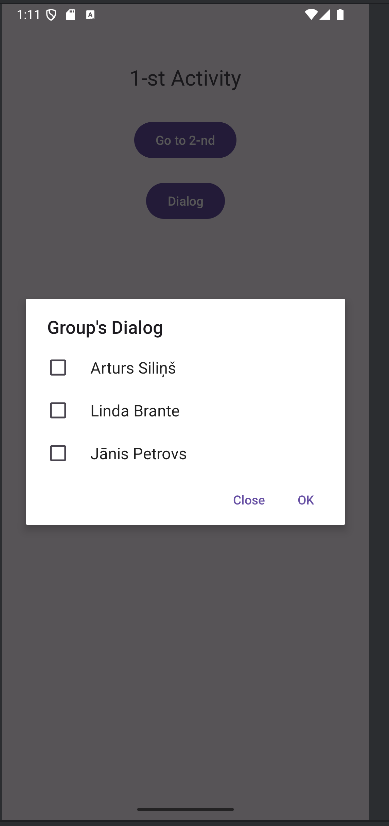 1:11
1-st Activity
Go to 2-nd
Dialog
Group's Dialog
Arturs Siliņš
Linda Brante
Jānis Petrovs
Close OK